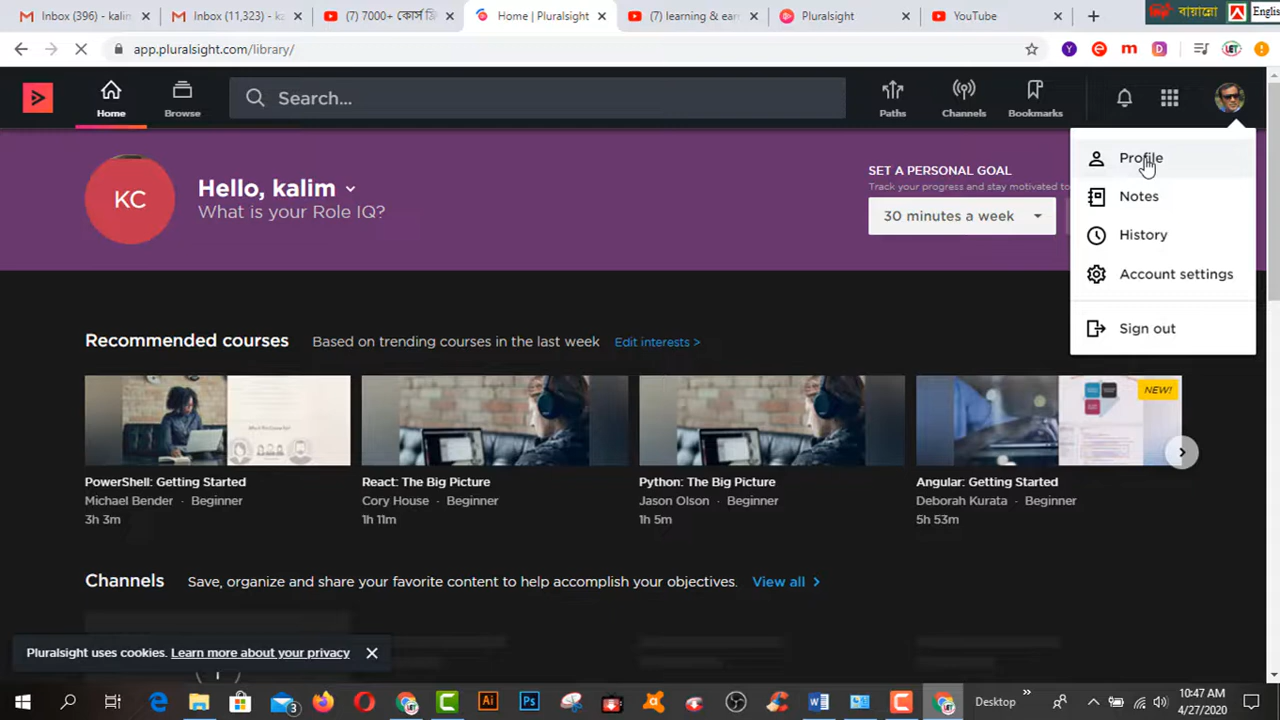 Inbox (396) - kalim
Inbox (11,323) - ka
(7) 7000+ কোর্স ফ্রি
Home | Pluralsight
(7) learning & earn
Pluralsight
YouTube
বায়ান্নো
English
app.pluralsight.com/library/
Home
Browse
Search...
Paths
Channels
Bookmarks
Profile
Notes
History
Account settings
Sign out
KC
Hello, kalim
What is your Role IQ?
SET A PERSONAL GOAL
Track your progress and stay motivated to
30 minutes a week
Recommended courses
Based on trending courses in the last week
Edit interests >
NEW!
PowerShell: Getting Started
Michael Bender · Beginner
3h 3m
React: The Big Picture
Cory House · Beginner
1h 11m
Python: The Big Picture
Jason Olson · Beginner
1h 5m
Angular: Getting Started
Deborah Kurata · Beginner
5h 53m
Channels
Save, organize and share your favorite content to help accomplish your objectives.
View all >
Pluralsight uses cookies. Learn more about your privacy
Desktop
10:47 AM
4/27/2020